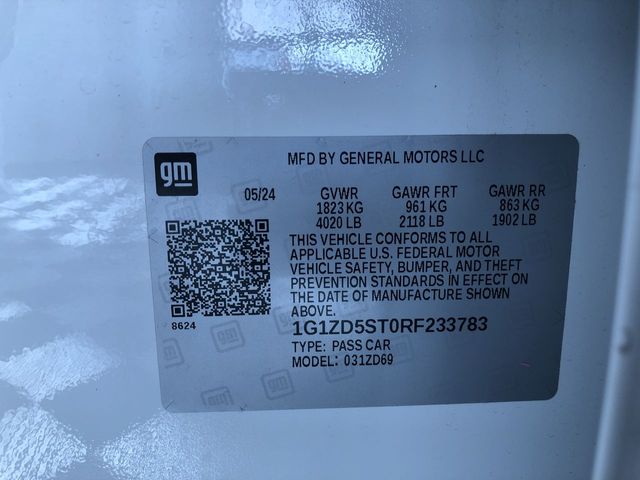 gm
MFD BY GENERAL MOTORS LLC
05/24 GVWR GAWR FRT GAWR RR
1823 KG 961 KG 863 KG
4020 LB 2118 LB 1902 LB
THIS VEHICLE CONFORMS TO ALL
APPLICABLE U.S. FEDERAL MOTOR
VEHICLE SAFETY, BUMPER, AND THEFT
PREVENTION STANDARDS IN EFFECT ON
THE DATE OF MANUFACTURE SHOWN
ABOVE.
8624
1G1ZD5ST0RF233783
TYPE: PASS CAR
MODEL: 031ZD69